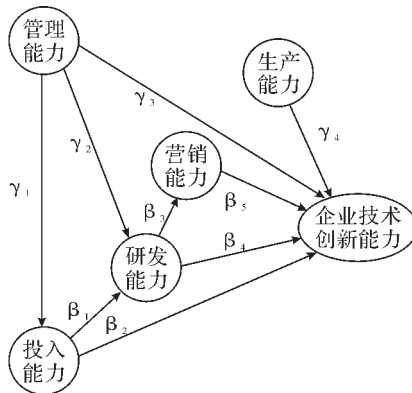 管理
能力
生产
能力
γ₃
γ₄
γ₂
营销
能力
γ₁
β₃
β₅
企业技术
创新能力
β₄
研发
能力
β₁
β₂
投入
能力